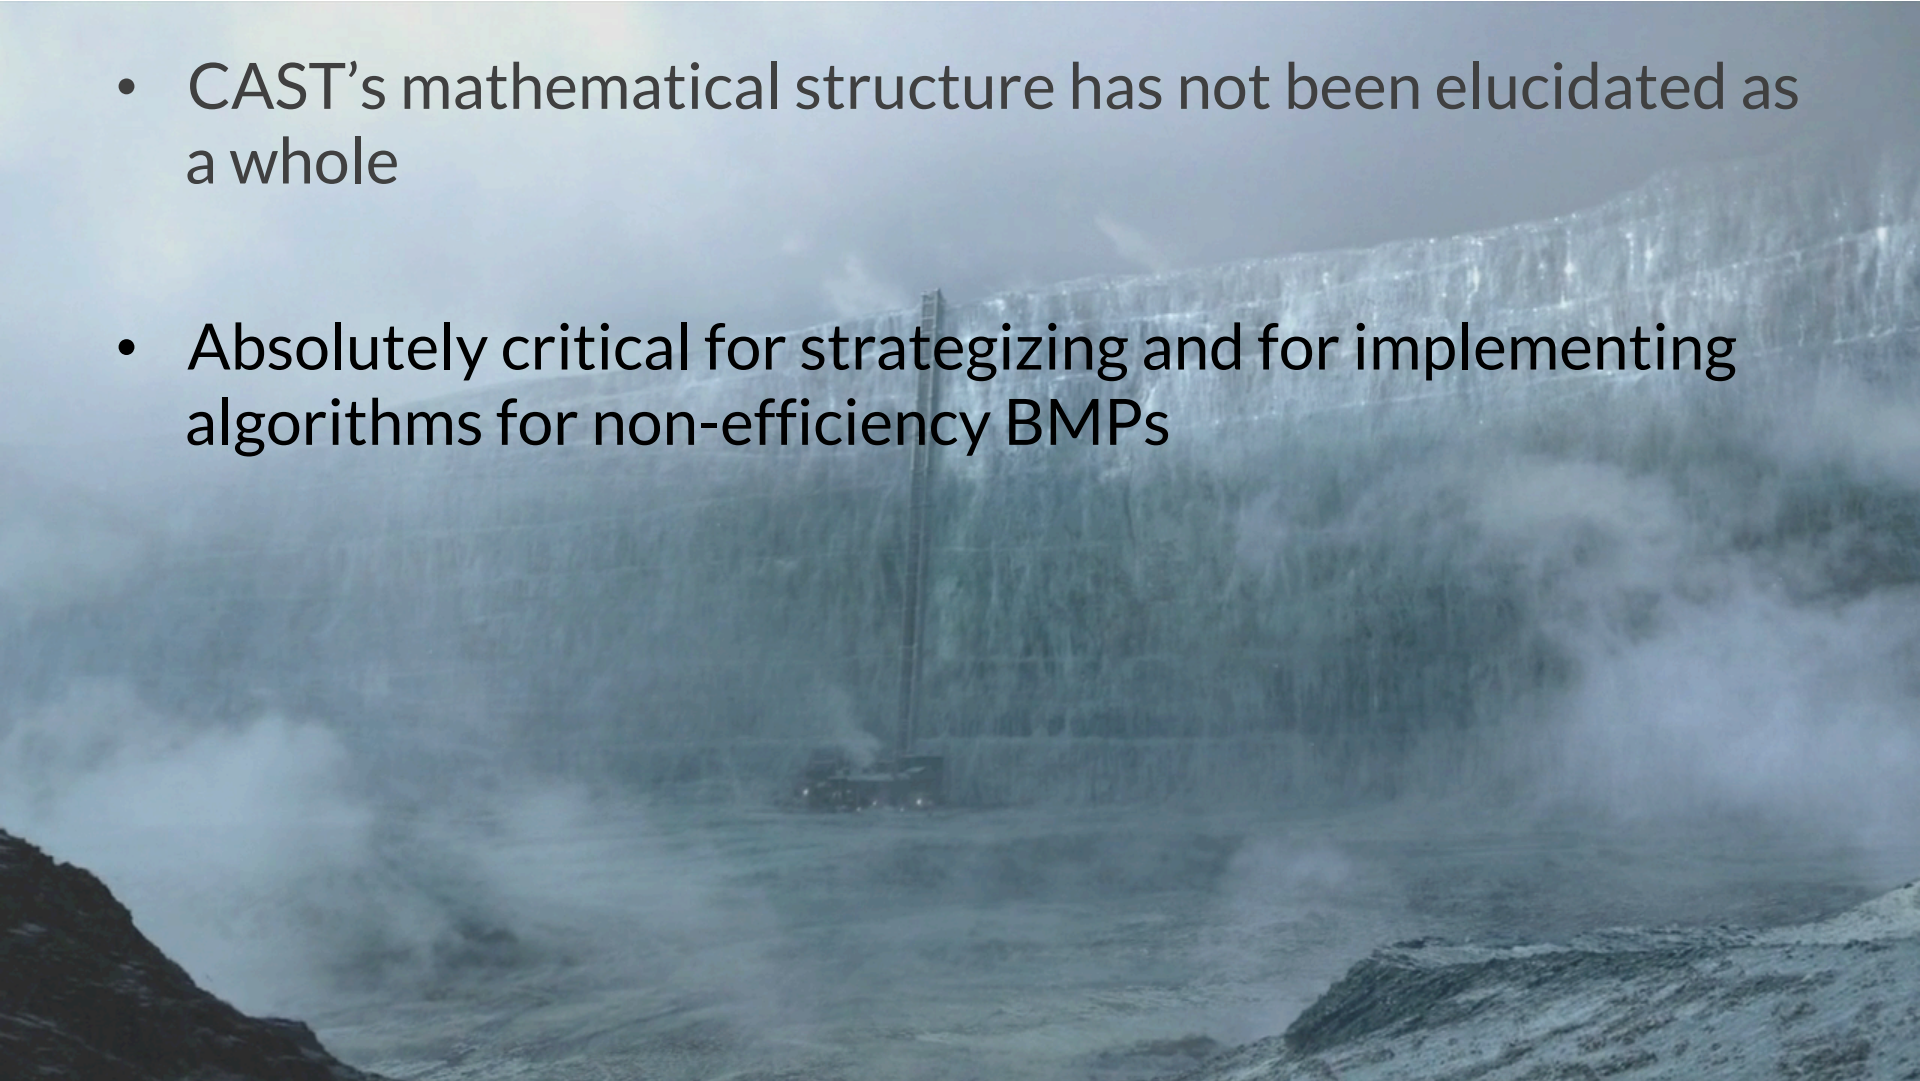 • CAST’s mathematical structure has not been elucidated as
a whole
• Absolutely critical for strategizing and for implementing
algorithms for non-efficiency BMPs